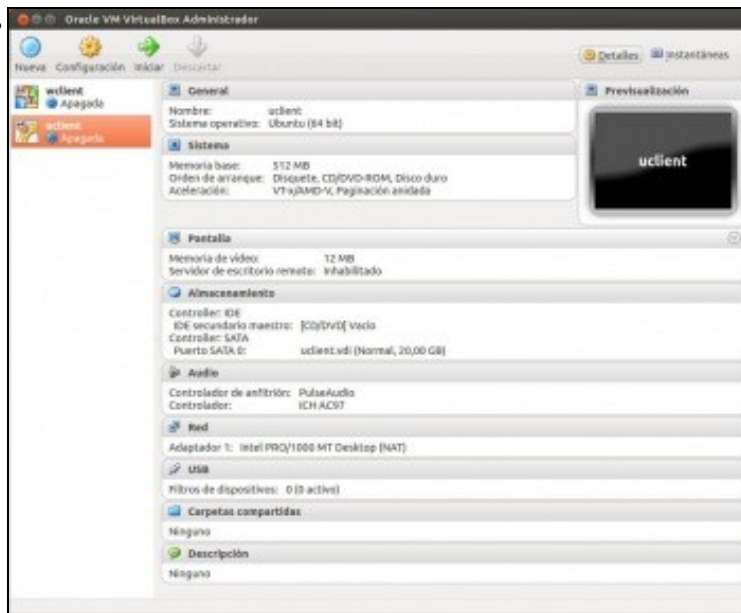 Oracle VM VirtualBox Administrador
Nueva Configuración Iniciar Descartar
Detalles Instantáneas
wclient
Apagada
uclient
Apagada
General
Nombre: uclient
Sistema operativo: Ubuntu (64 bit)
Sistema
Memoria base: 512 MB
Orden de arranque: Disquete, CD/DVD-ROM, Disco duro
Aceleración: VT-x/AMD-V, Paginación anidada
Previsualización
uclient
Pantalla
Memoria de vídeo: 12 MB
Servidor de escritorio remoto: Inhabilitado
Almacenamiento
Controller: IDE
IDE secundario maestro: [CD/DVD] Vacío
Controller: SATA
Puerto SATA 0: uclient.vdi (Normal, 20,00 GB)
Audio
Controlador de anfitrión: PulseAudio
Controlador: ICH AC97
Red
Adaptador 1: Intel PRO/1000 MT Desktop (NAT)
USB
Filtros de dispositivos: 0 (0 activo)
Carpetas compartidas
Ninguno
Descripción
Ninguno